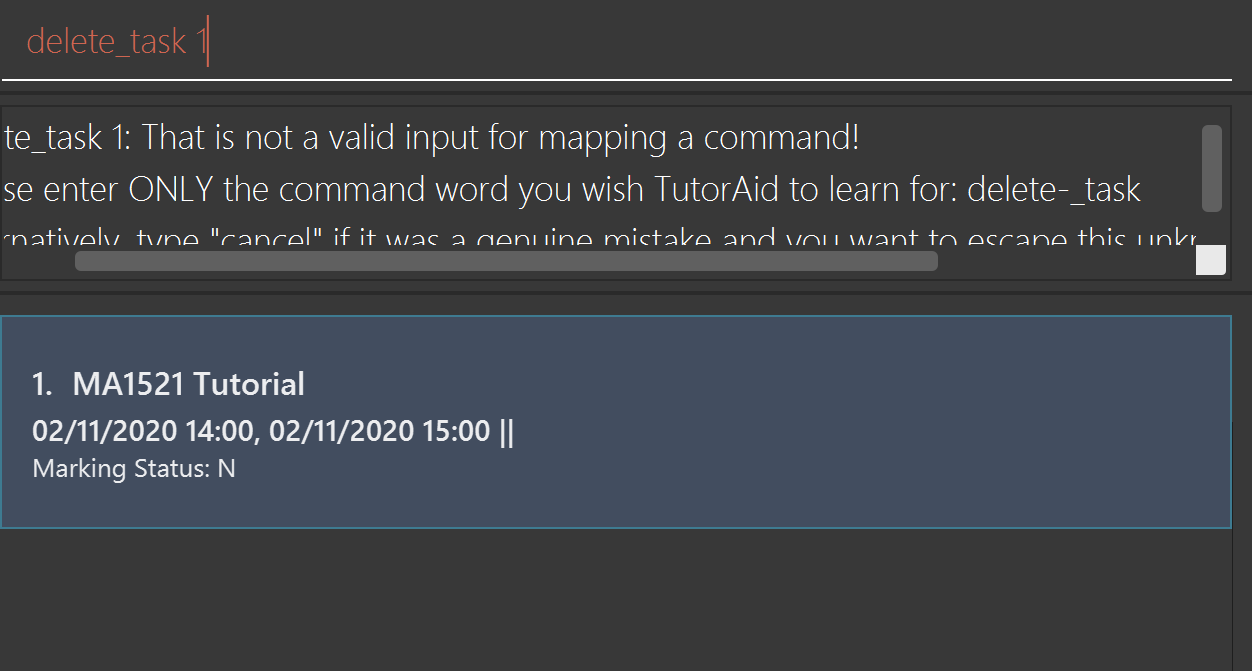 delete_task 1
te_task 1: That is not a valid input for mapping a command!
se enter ONLY the command word you wish TutorAid to learn for: delete-_task
rnatively, type "cancel" if it was a genuine mistake and you want to escape this unkr
1. MA1521 Tutorial
02/11/2020 14:00, 02/11/2020 15:00 ||
Marking Status: N